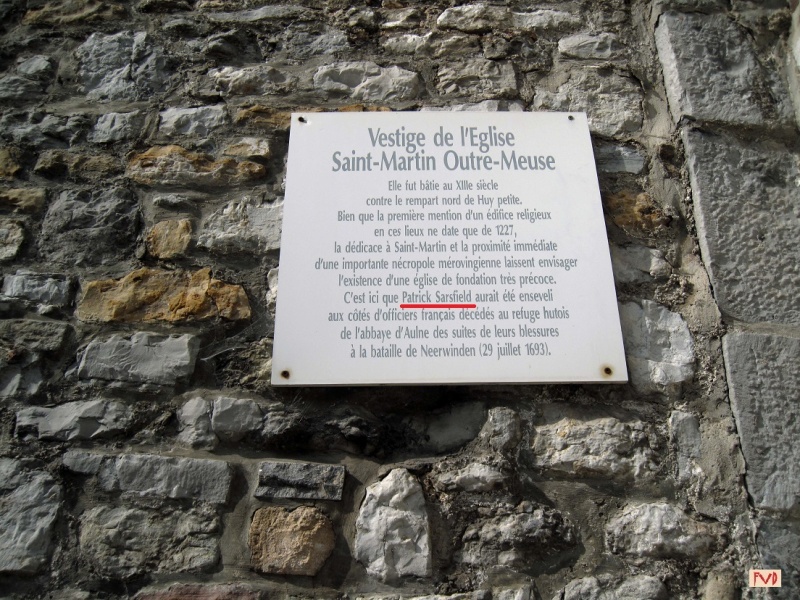 Vestige de l'Eglise
Saint-Martin Outre-Meuse
Elle fut bâtie au XIIIe siècle
contre le rempart nord de Huy petite.
Bien que la première mention d'un édifice religieux
en ces lieux ne date que de 1227,
la dédicace à Saint-Martin et la proximité immédiate
d'une importante nécropole mérovingienne laissent envisager
l'existence d'une église de fondation très précoce.
C'est ici que Patrick Sarsfield aurait été enseveli
aux côtés d'officiers français décédés au refuge hutois
de l'abbaye d'Aulne des suites de leurs blessures
à la bataille de Neerwinden (29 juillet 1693).
PVD